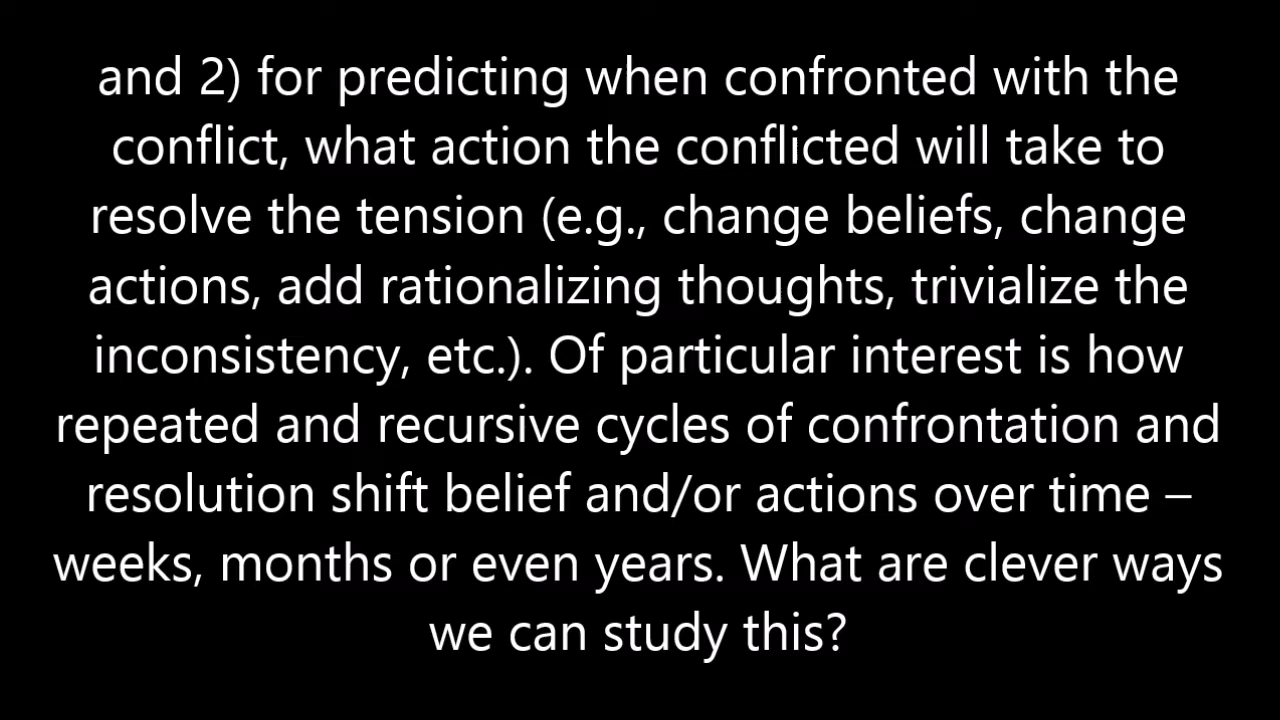 and 2) for predicting when confronted with the
conflict, what action the conflicted will take to
resolve the tension (e.g., change beliefs, change
actions, add rationalizing thoughts, trivialize the
inconsistency, etc.). Of particular interest is how
repeated and recursive cycles of confrontation and
resolution shift belief and/or actions over time –
weeks, months or even years. What are clever ways
we can study this?